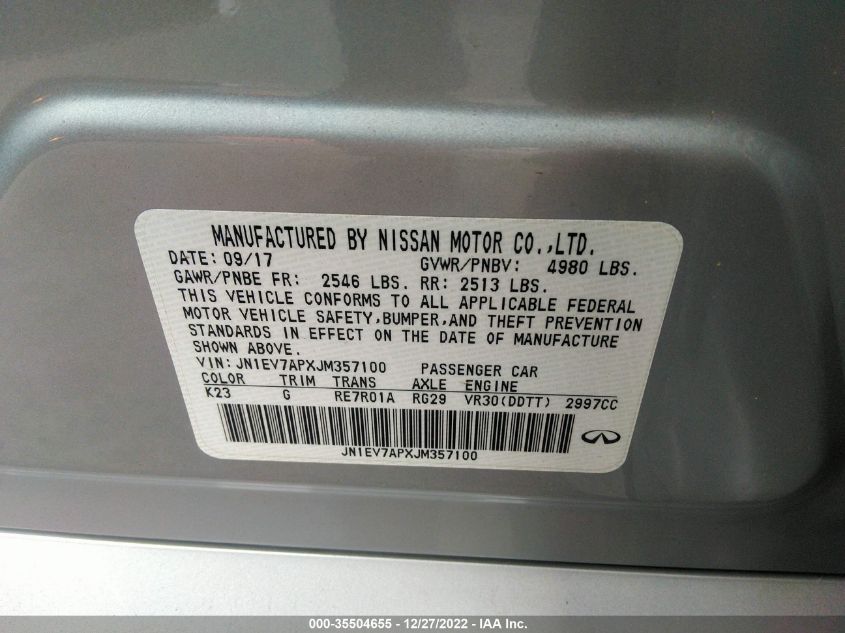 MANUFACTURED BY NISSAN MOTOR CO.,LTD.
DATE: 09/17 GVWR/PNBV: 4980 LBS.
GAWR/PNBE FR: 2546 LBS. RR: 2513 LBS.
THIS VEHICLE CONFORMS TO ALL APPLICABLE FEDERAL
MOTOR VEHICLE SAFETY,BUMPER,AND THEFT PREVENTION
STANDARDS IN EFFECT ON THE DATE OF MANUFACTURE
SHOWN ABOVE.
VIN:JN1EV7APXJM357100 PASSENGER CAR
COLOR TRIM TRANS AXLE ENGINE
K23 G RE7R01A RG29 VR30(DDTT) 2997CC
JN1EV7APXJM357100
000-35504655 - 12/27/2022 - IAA Inc.